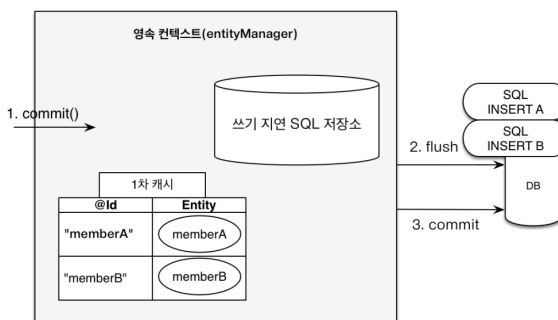 영속 컨텍스트(entityManager)
1. commit()
쓰기 지연 SQL 저장소
SQL
INSERT A
SQL
INSERT B
2. flush
DB
3. commit
1차 캐시
@Id Entity
"memberA" memberA
"memberB" memberB